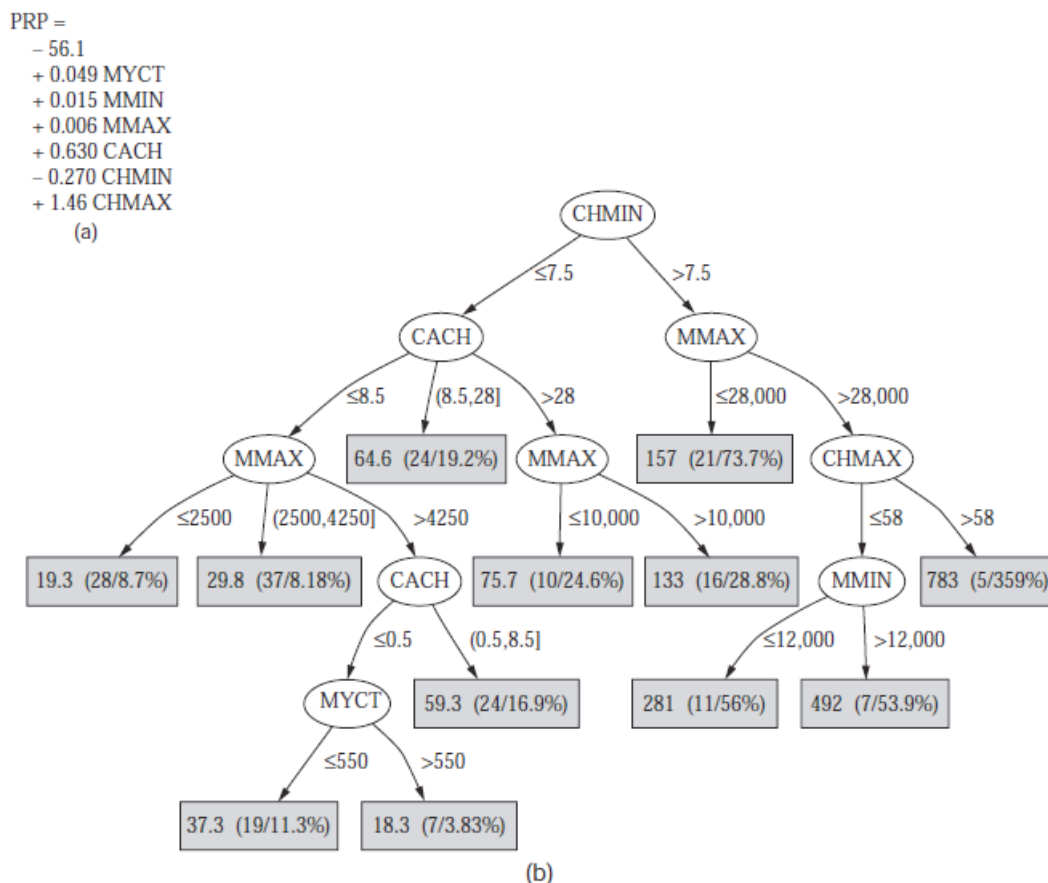 PRP =
– 56.1
+ 0.049 MYCT
+ 0.015 MMIN
+ 0.006 MMAX
+ 0.630 CACH
– 0.270 CHMIN
+ 1.46 CHMAX
(a)
CHMIN
≤7.5 >7.5
CACH MMAX
≤8.5 (8.5,28] >28 ≤28,000 >28,000
MMAX 64.6 (24/19.2%) MMAX 157 (21/73.7%) CHMAX
≤2500 (2500,4250] >4250 ≤10,000 >10,000 ≤58 >58
19.3 (28/8.7%) 29.8 (37/8.18%) CACH 75.7 (10/24.6%) 133 (16/28.8%) MMIN 783 (5/359%)
≤0.5 (0.5,8.5] ≤12,000 >12,000
MYCT 59.3 (24/16.9%) 281 (11/56%) 492 (7/53.9%)
≤550 >550
37.3 (19/11.3%) 18.3 (7/3.83%)
(b)